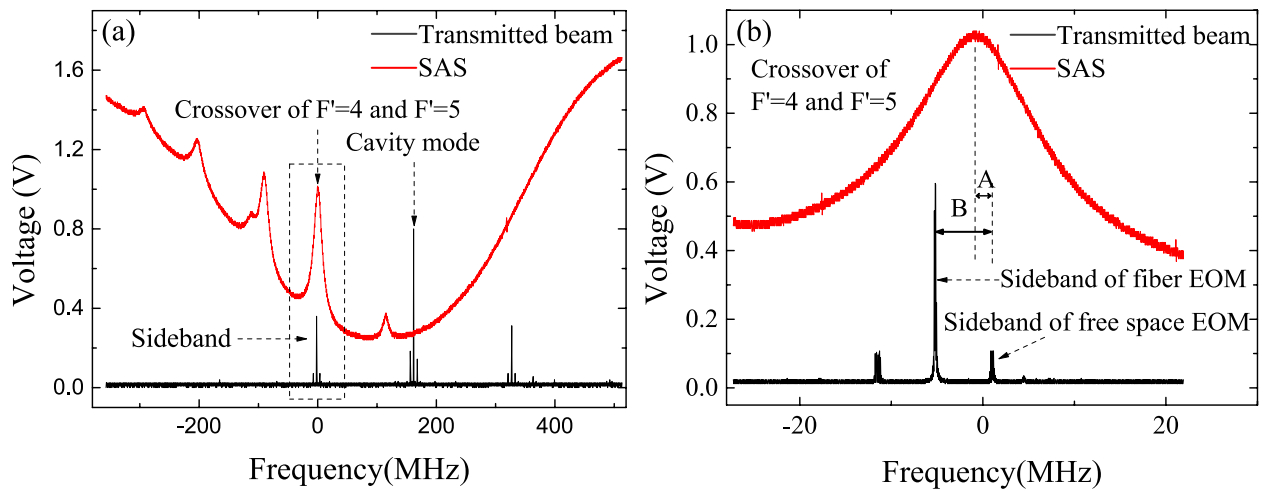 (a)
Transmitted beam
SAS
Crossover of F'=4 and F'=5
Cavity mode
Sideband
Voltage (V)
0.0
0.4
0.8
1.2
1.6
-200
0
200
400
Frequency(MHz)
(b)
Transmitted beam
SAS
Crossover of
F'=4 and F'=5
A
B
Sideband of fiber EOM
Sideband of free space EOM
Voltage (V)
0.0
0.2
0.4
0.6
0.8
1.0
-20
0
20
Frequency(MHz)